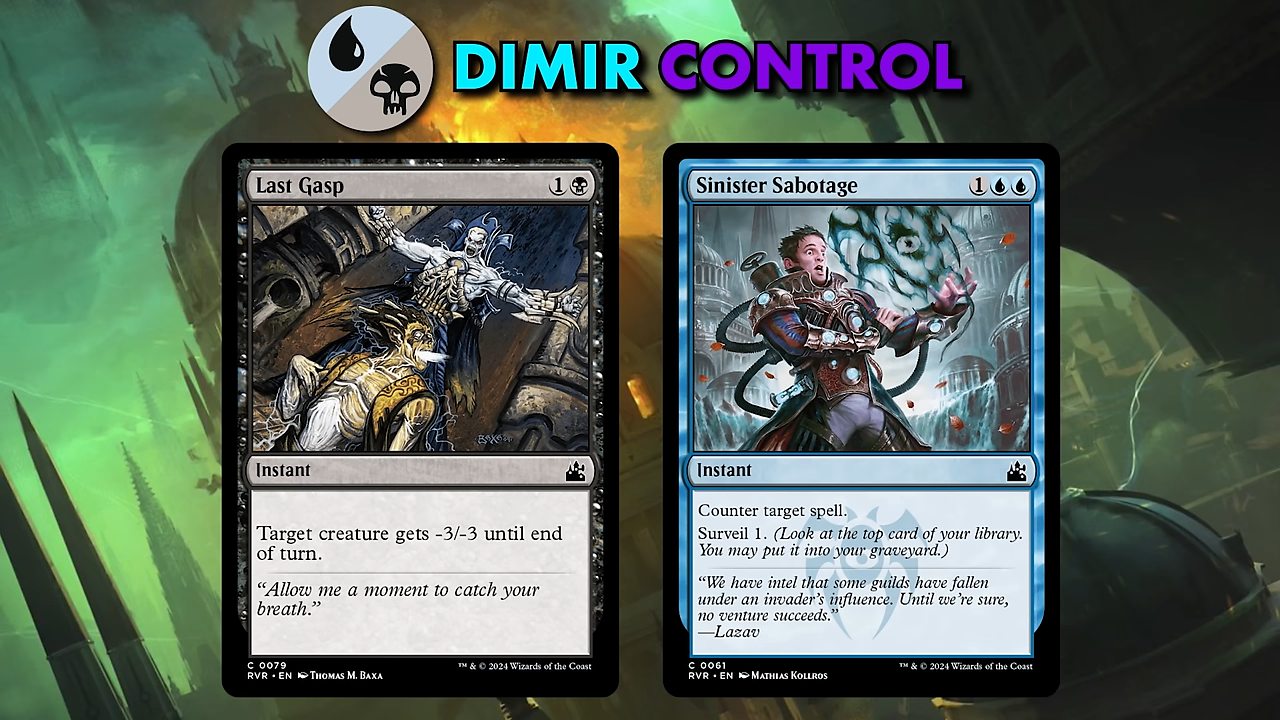 DIMIR CONTROL
Last Gasp 1
Instant
Target creature gets -3/-3 until end
of turn.
“Allow me a moment to catch your
breath.”
C 0079
RVR • EN Thomas M. Baxa
™ & © 2024 Wizards of the Coast
Sinister Sabotage 1
Instant
Counter target spell.
Surveil 1. (Look at the top card of your library.
You may put it into your graveyard.)
“We have intel that some guilds have fallen
under an invader’s influence. Until we’re sure,
no venture succeeds.”
—Lazav
C 0061
RVR • EN Mathias Kollros
™ & © 2024 Wizards of the Coast